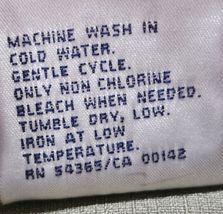 MACHINE WASH IN
COLD WATER.
GENTLE CYCLE.
ONLY NON CHLORINE
BLEACH WHEN NEEDED.
TUMBLE DRY, LOW.
IRON AT LOW
TEMPERATURE.
RN 54365/CA 00142